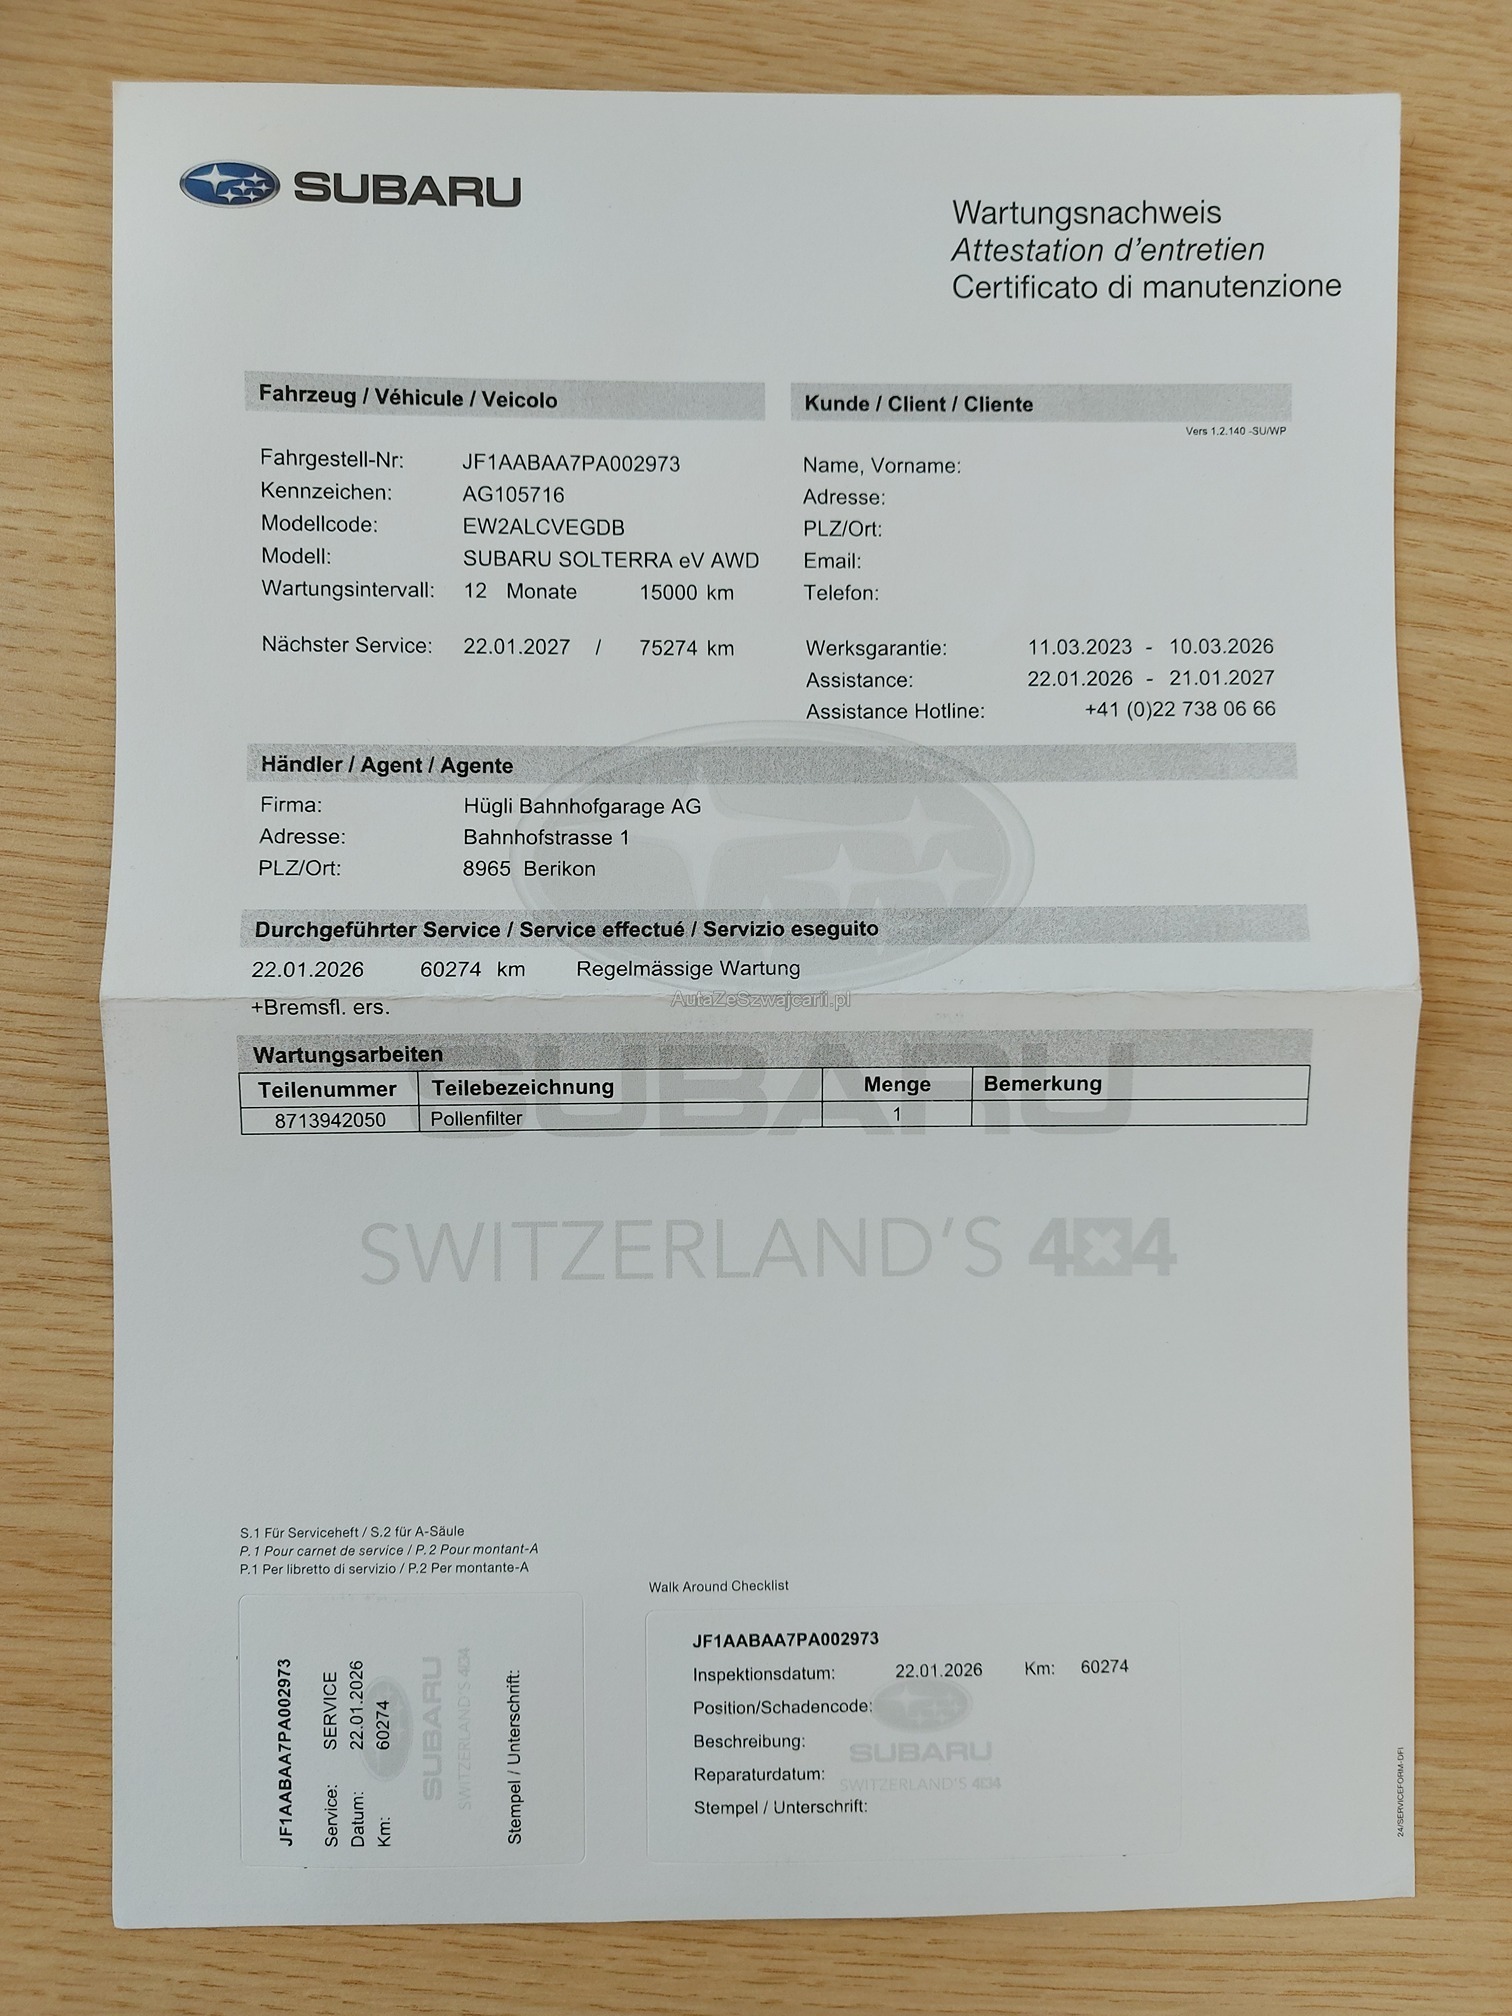 SUBARU
Wartungsnachweis
Attestation d'entretien
Certificato di manutenzione
Fahrzeug / Véhicule / Veicolo
Fahrgestell-Nr: JF1AABAA7PA002973
Kennzeichen: AG105716
Modellcode: EW2ALCVEGDB
Modell: SUBARU SOLTERRA eV AWD
Wartungsintervall: 12 Monate 15000 km
Nächster Service: 22.01.2027 / 75274 km
Kunde / Client / Cliente
Vers 1.2.140 -SU/WP
Name, Vorname:
Adresse:
PLZ/Ort:
Email:
Telefon:
Werksgarantie: 11.03.2023 - 10.03.2026
Assistance: 22.01.2026 - 21.01.2027
Assistance Hotline: +41 (0)22 738 06 66
Händler / Agent / Agente
Firma: Hügli Bahnhofgarage AG
Adresse: Bahnhofstrasse 1
PLZ/Ort: 8965 Berikon
Durchgeführter Service / Service effectué / Servizio eseguito
22.01.2026 60274 km Regelmässige Wartung
AutaZeSzwajcarii.pl
+Bremsfl. ers.
Wartungsarbeiten
SUBARU
Teilenummer Teilebezeichnung Menge Bemerkung
8713942050 Pollenfilter 1
SWITZERLAND'S 4x4
S.1 Für Serviceheft / S.2 für A-Säule
P.1 Pour carnet de service / P.2 Pour montant-A
P.1 Per libretto di servizio / P.2 Per montante-A
JF1AABAA7PA002973
Service: SERVICE
Datum: 22.01.2026
Km: 60274
SUBARU
SWITZERLAND'S 4x4
Stempel / Unterschrift:
Walk Around Checklist
JF1AABAA7PA002973
Inspektionsdatum: 22.01.2026 Km: 60274
Position/Schadencode:
Beschreibung:
SUBARU
Reparaturdatum:
SWITZERLAND'S 4x4
Stempel / Unterschrift:
24/SERVICEFORM-DFI